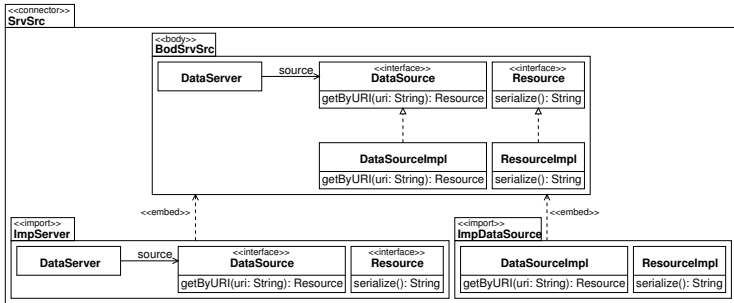 <<connector>>
SrvSrc
<<body>>
BodSrvSrc
DataServer
source
<<interface>>
DataSource
getByURI(uri: String): Resource
<<interface>>
Resource
serialize(): String
DataSourceImpl
getByURI(uri: String): Resource
ResourceImpl
serialize(): String
<<embed>>
<<embed>>
<<import>>
ImpServer
DataServer
source
<<interface>>
DataSource
getByURI(uri: String): Resource
<<interface>>
Resource
serialize(): String
<<import>>
ImpDataSource
DataSourceImpl
getByURI(uri: String): Resource
ResourceImpl
serialize(): String